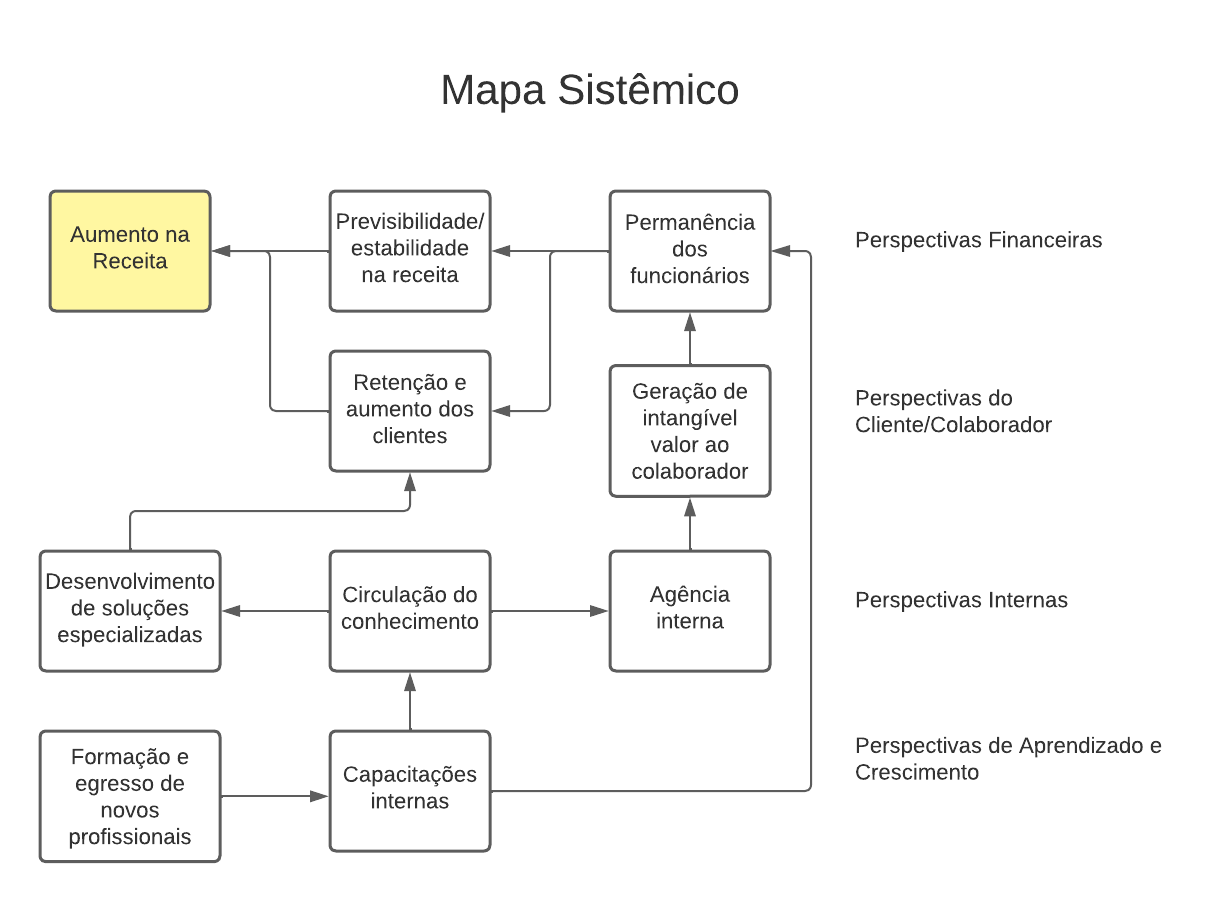 Mapa Sistêmico
Aumento na
Receita
Previsibilidade/
estabilidade
na receita
Permanência
dos
funcionários
Perspectivas Financeiras
Retenção e
aumento dos
clientes
Geração de
intangível
valor ao
colaborador
Perspectivas do
Cliente/Colaborador
Desenvolvimento
de soluções
especializadas
Circulação do
conhecimento
Agência
interna
Perspectivas Internas
Formação e
egresso de
novos
profissionais
Capacitações
internas
Perspectivas de Aprendizado e
Crescimento